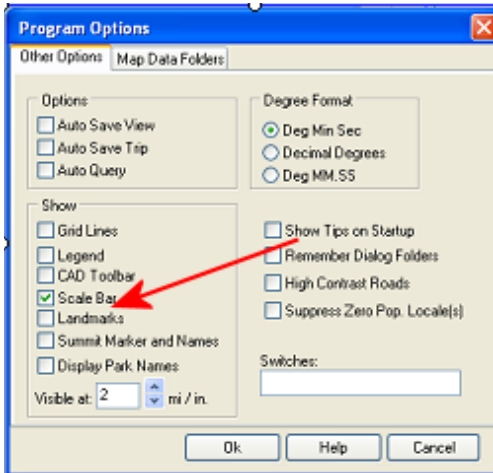 Program Options
Other Options
Map Data Folders
Options
Auto Save View
Auto Save Trip
Auto Query
Degree Format
Deg Min Sec
Decimal Degrees
Deg MM.SS
Show
Grid Lines
Legend
CAD Toolbar
Scale Bar
Landmarks
Summit Marker and Names
Display Park Names
Visible at: 2 mi / in.
Show Tips on Startup
Remember Dialog Folders
High Contrast Roads
Suppress Zero Pop. Locale(s)
Switches:
Ok
Help
Cancel